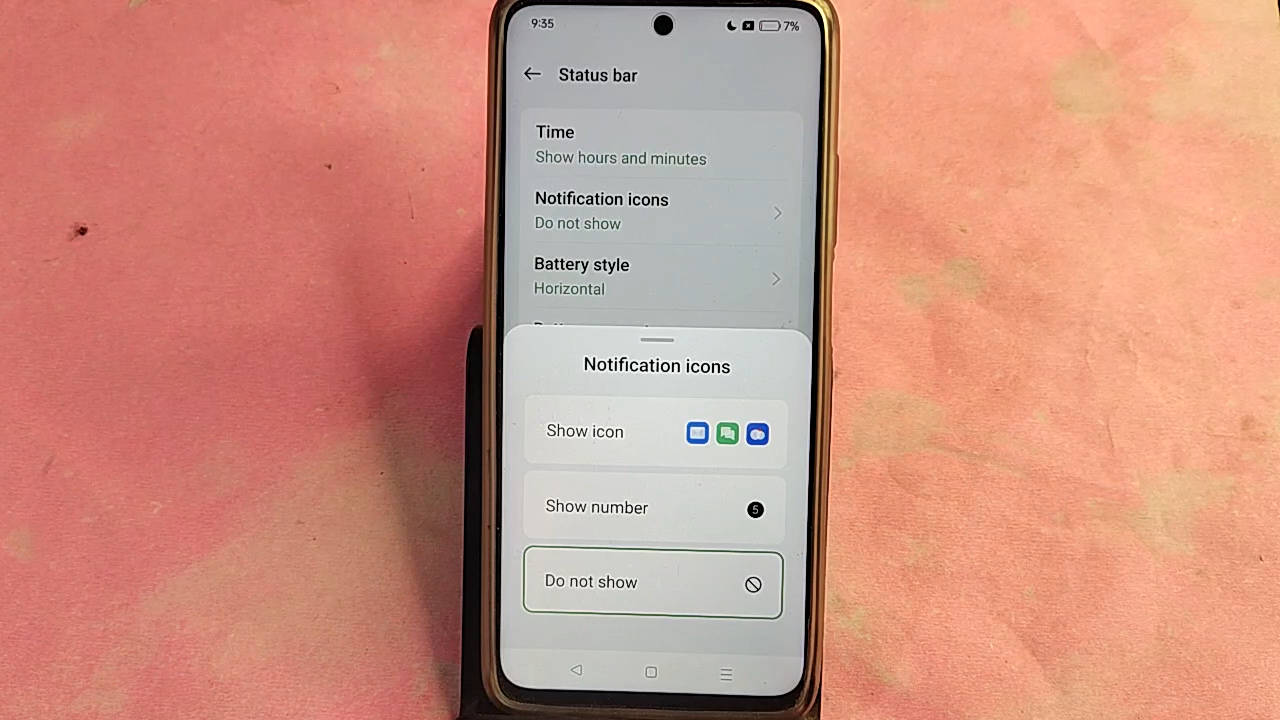 9:35
7%
Status bar
Time
Show hours and minutes
Notification icons
Do not show
Battery style
Horizontal
Notification icons
Show icon
Show number
5
Do not show